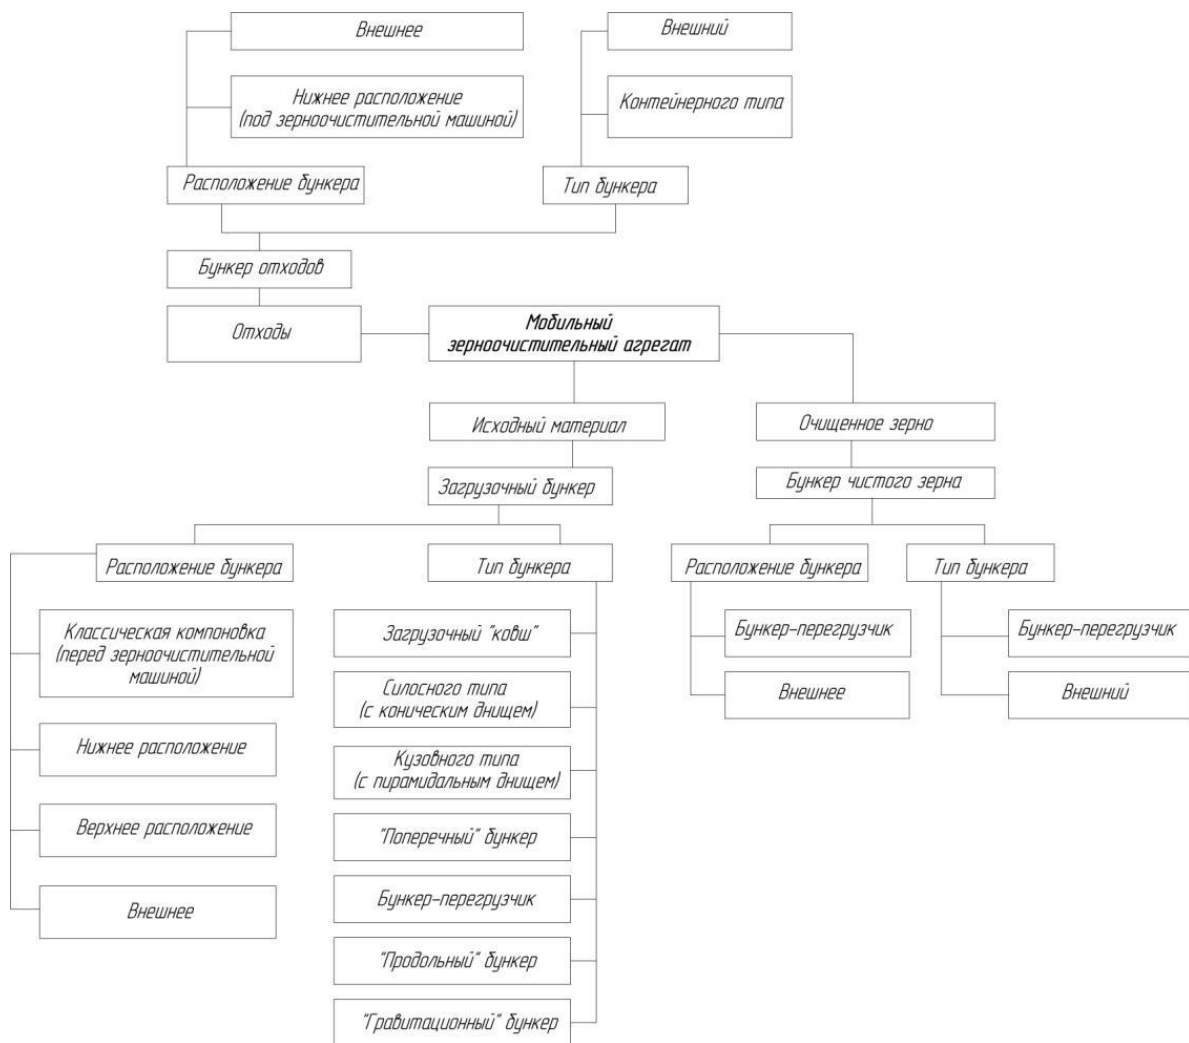 Внешнее
Внешний
Нижнее расположение
(под зерноочистительной машиной)
Контейнерного типа
Расположение бункера
Тип бункера
Бункер отходов
Отходы
Мобильный
зерноочистительный агрегат
Исходный материал
Очищенное зерно
Загрузочный бункер
Бункер чистого зерна
Расположение бункера
Тип бункера
Расположение бункера
Тип бункера
Классическая компоновка
(перед зерноочистительной
машиной)
Нижнее расположение
Верхнее расположение
Внешнее
Загрузочный "ковш"
Силосного типа
(с коническим днищем)
Кузовного типа
(с пирамидальным днищем)
"Поперечный" бункер
Бункер-перегрузчик
"Продольный" бункер
"Гравитационный" бункер
Бункер-перегрузчик
Внешнее
Бункер-перегрузчик
Внешний